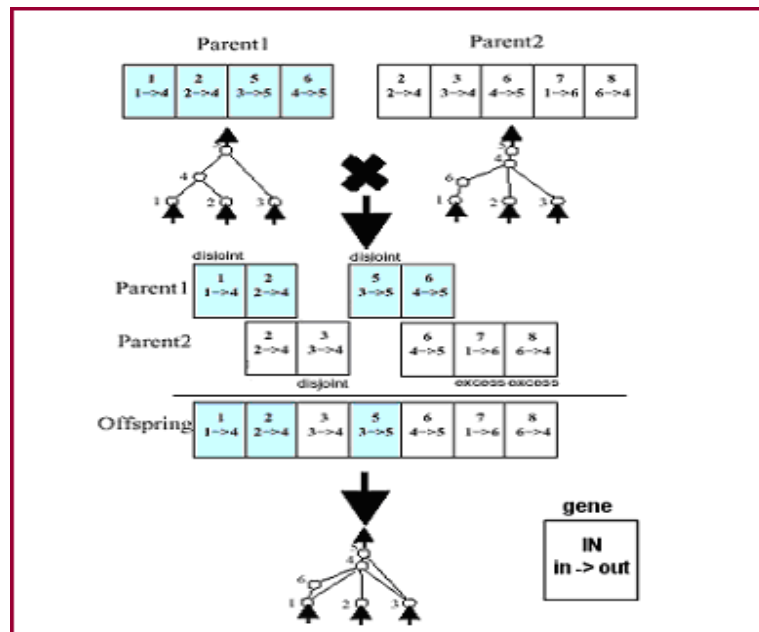 Parent1 Parent2
1 2 5 6 2 3 6 7 8
1->4 2->4 3->5 4->5 2->4 3->4 4->5 1->6 6->4
5 5
4 4
6
1 2 3 1 2 3
disjoint disjoint
Parent1 1 2 5 6
1->4 2->4 3->5 4->5
Parent2 2 3 6 7 8
2->4 3->4 4->5 1->6 6->4
disjoint excess excess
Offspring 1 2 3 5 6 7 8
1->4 2->4 3->4 3->5 4->5 1->6 6->4
gene
IN
in -> out
5
4
6
1 2 3